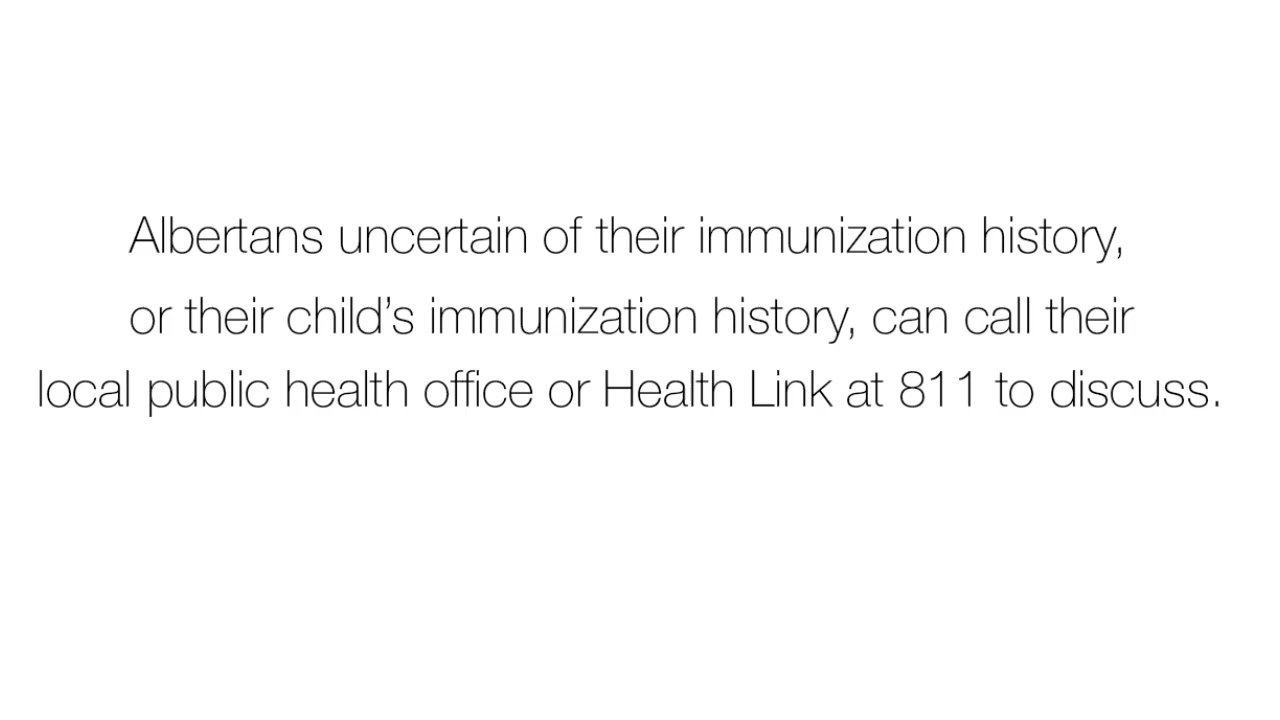 Albertans uncertain of their immunization history,
or their child’s immunization history, can call their
local public health office or Health Link at 811 to discuss.